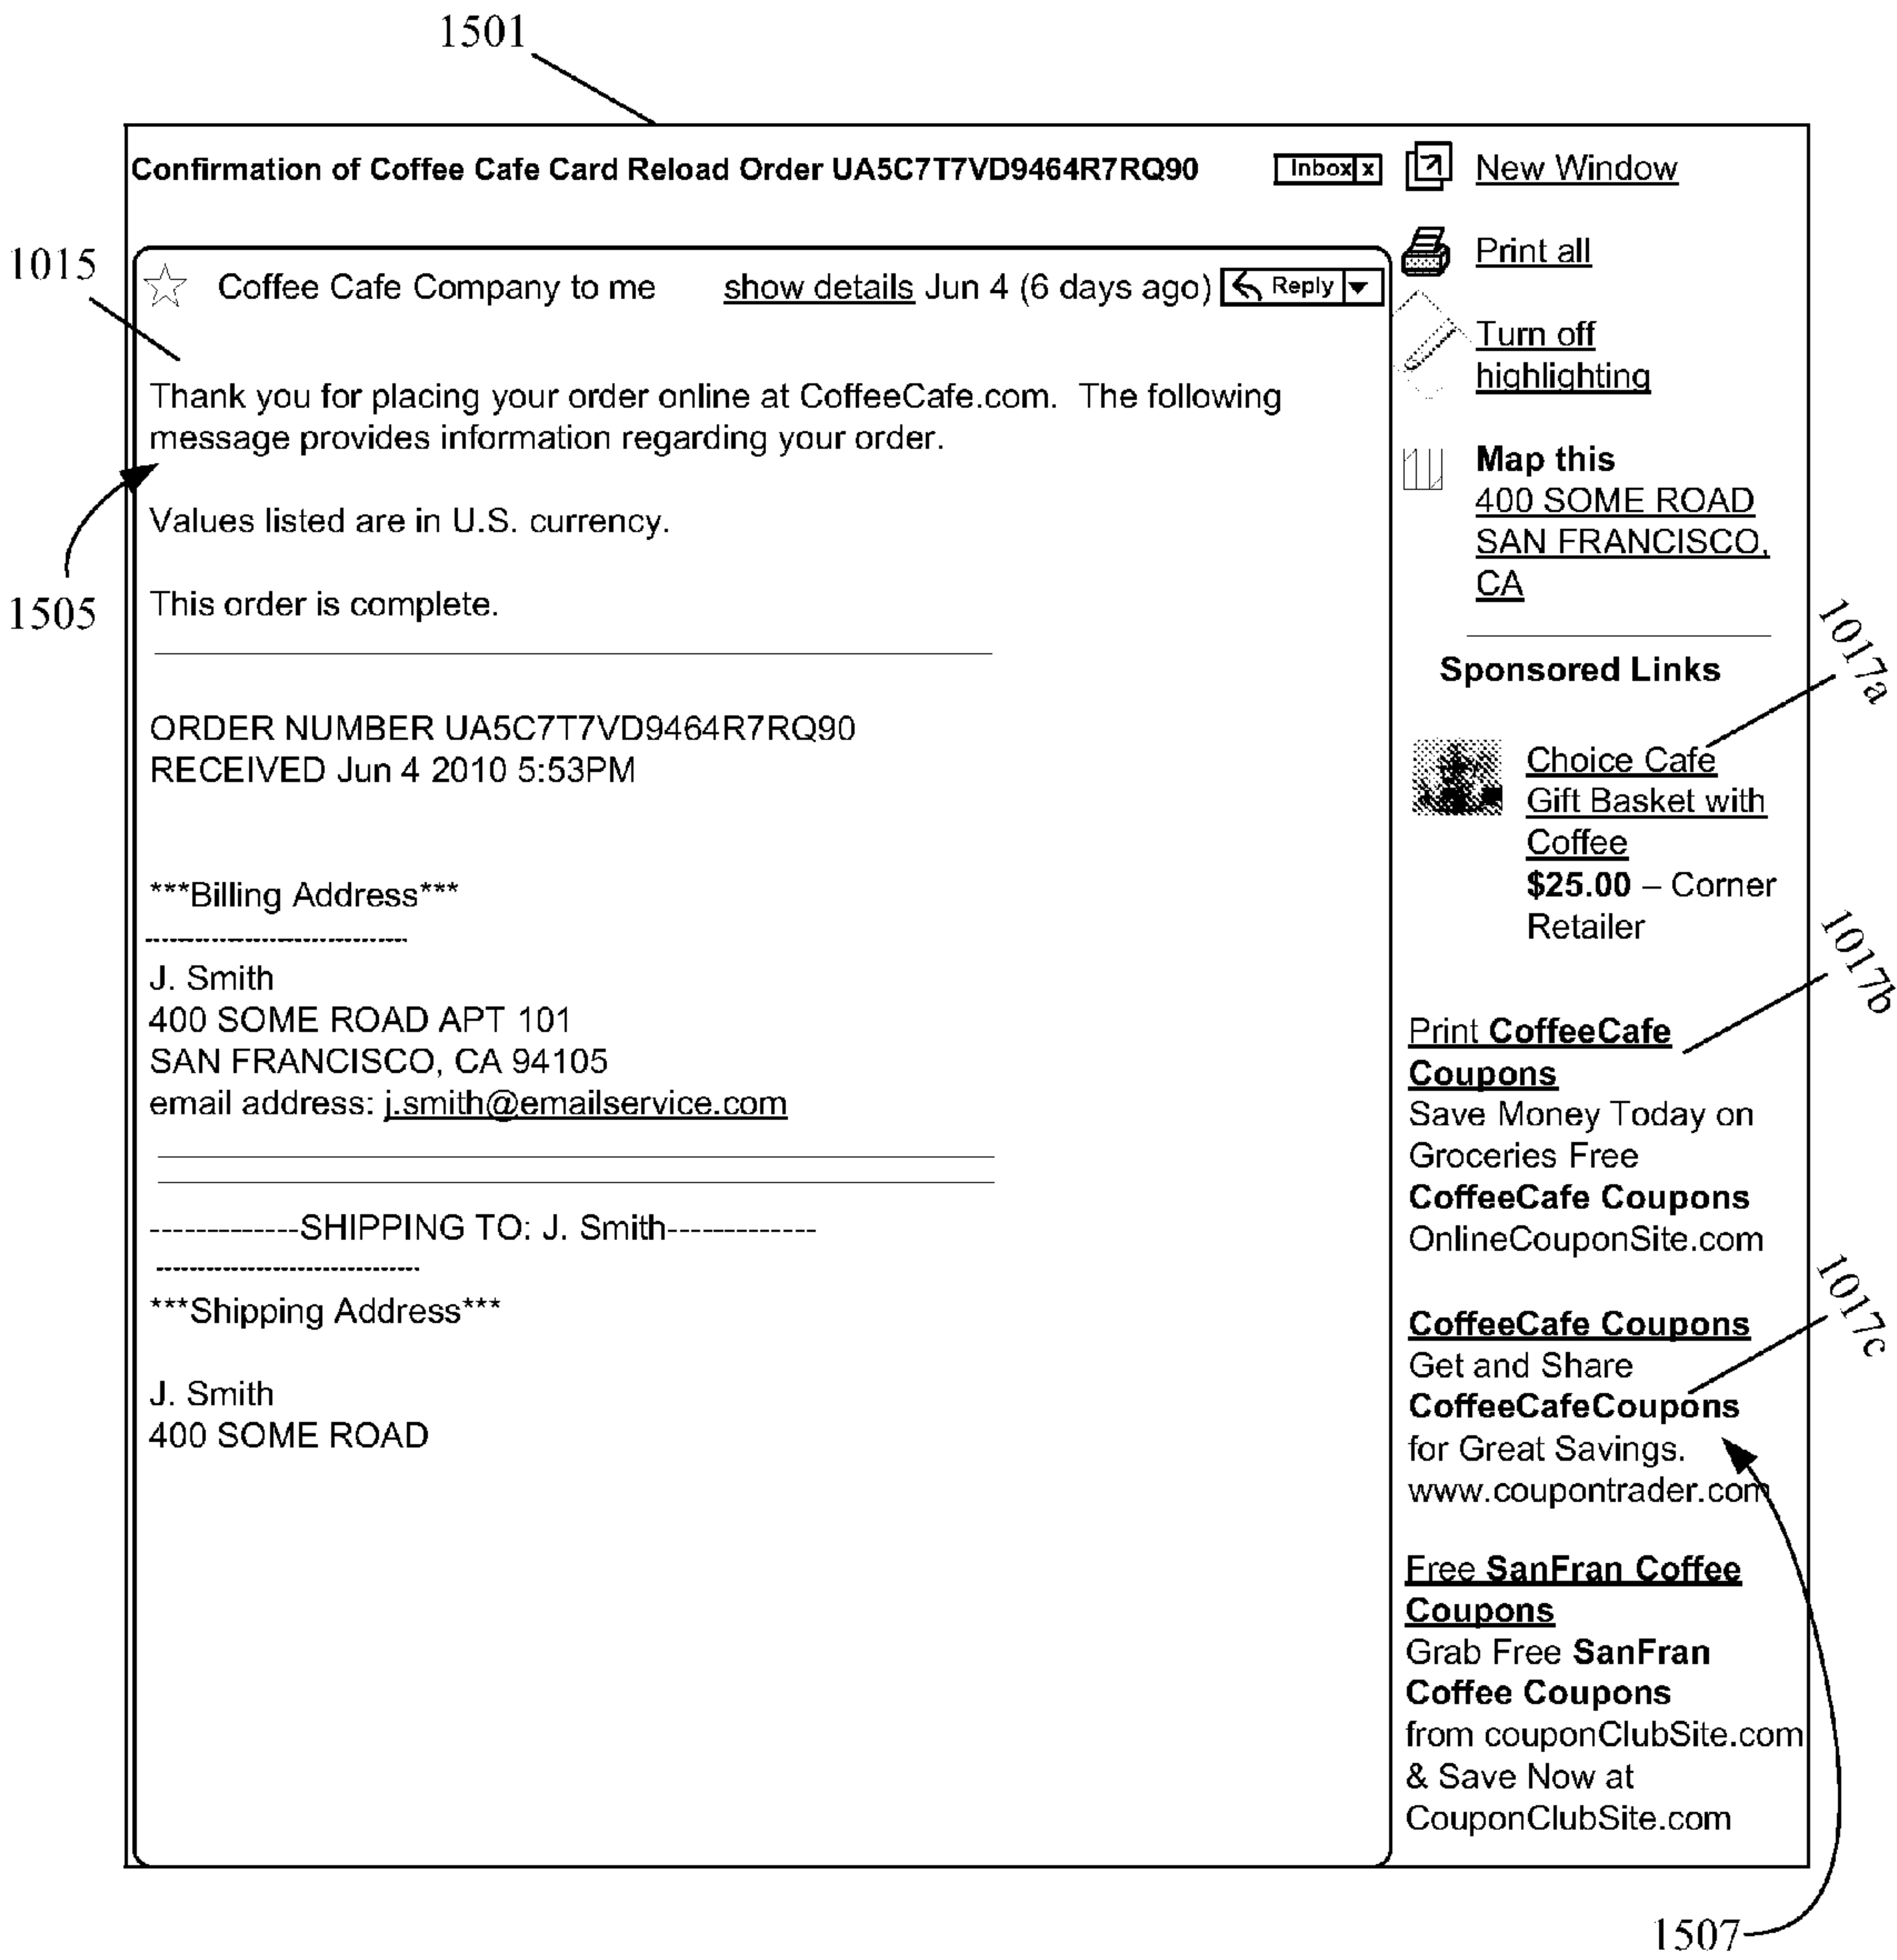 1501
Confirmation of Coffee Cafe Card Reload Order UA5C7T7VD9464R7RQ90
Inbox x
New Window
1015
Coffee Cafe Company to me show details Jun 4 (6 days ago) Reply
Print all
Turn off
highlighting
Thank you for placing your order online at CoffeeCafe.com. The following
message provides information regarding your order.
Values listed are in U.S. currency.
1505
This order is complete.
Map this
400 SOME ROAD
SAN FRANCISCO,
CA
ORDER NUMBER UA5C7T7VD9464R7RQ90
RECEIVED Jun 4 2010 5:53PM
***Billing Address***
------------------------------
J. Smith
400 SOME ROAD APT 101
SAN FRANCISCO, CA 94105
email address: j.smith@emailservice.com
-------------SHIPPING TO: J. Smith-------------
------------------------------
***Shipping Address***
J. Smith
400 SOME ROAD
Sponsored Links
1017a
Choice Cafe
Gift Basket with
Coffee
$25.00 – Corner
Retailer
1017b
Print CoffeeCafe
Coupons
Save Money Today on
Groceries Free
CoffeeCafe Coupons
OnlineCouponSite.com
1017c
CoffeeCafe Coupons
Get and Share
CoffeeCafeCoupons
for Great Savings.
www.coupontrader.com
Free SanFran Coffee
Coupons
Grab Free SanFran
Coffee Coupons
from couponClubSite.com
& Save Now at
CouponClubSite.com
1507